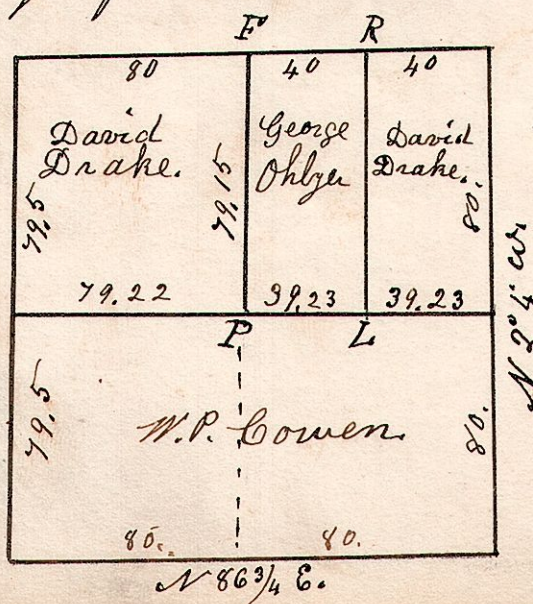 F R
80 40 40
David
Drake.
George
David
Drake.
79.5
79.15
80.
79.22 39.23 39.23
P L
N 2° 4' W
79.5
W.P. Cowen.
80.
80. 80.
N 86 3/4 E.